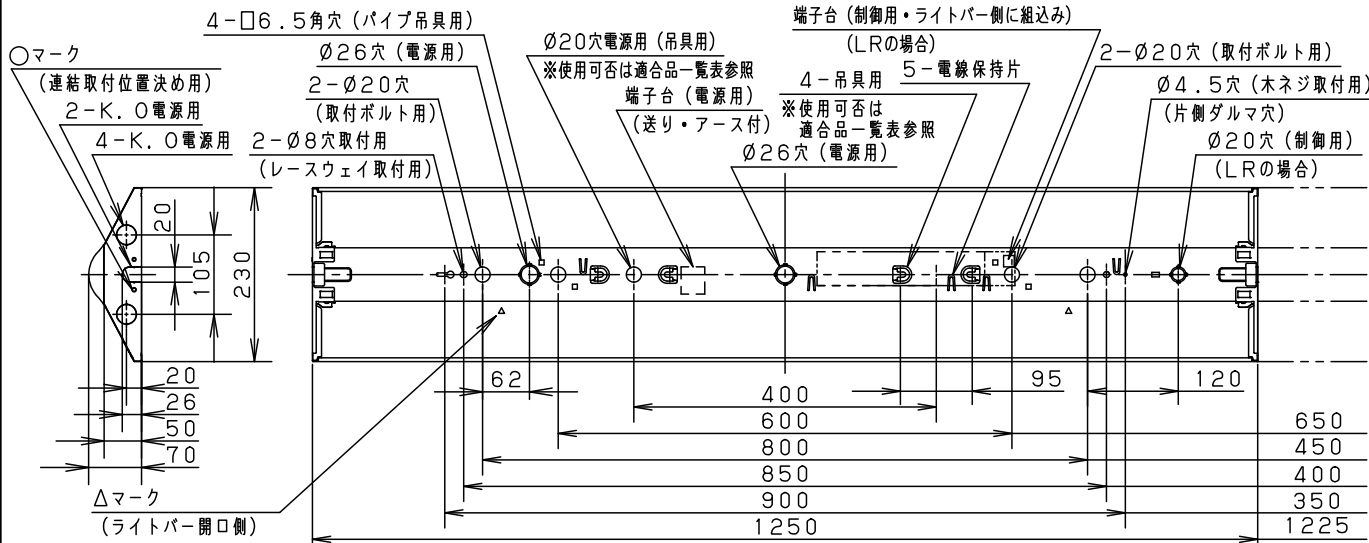 4-□6.5角穴（パイプ吊具用）
○マーク
（連結取付位置決め用）
2-K.O電源用
4-K.O電源用
Ø26穴（電源用）
2-Ø20穴
（取付ボルト用）
2-Ø8穴取付用
（レースウェイ取付用）
Ø20穴電源用（吊具用）
※使用可否は適合品一覧表参照
端子台（電源用）
（送り・アース付）
端子台（制御用・ライトバー側に組込み）
（LRの場合）
4-吊具用
※使用可否は
適合品一覧表参照
5-電線保持片
Ø26穴（電源用）
2-Ø20穴（取付ボルト用）
Ø4.5穴（木ネジ取付用）
（片側ダルマ穴）
Ø20穴（制御用）
（LRの場合）
20
105
230
20
26
50
70
62
95
120
400
600
650
800
450
850
400
900
350
1250
1225
△マーク
（ライトバー開口側）